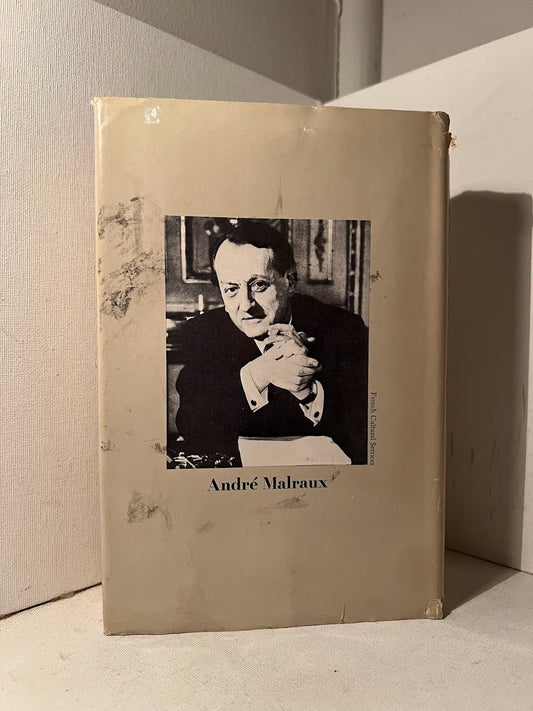 French Cultural Services
André Malraux